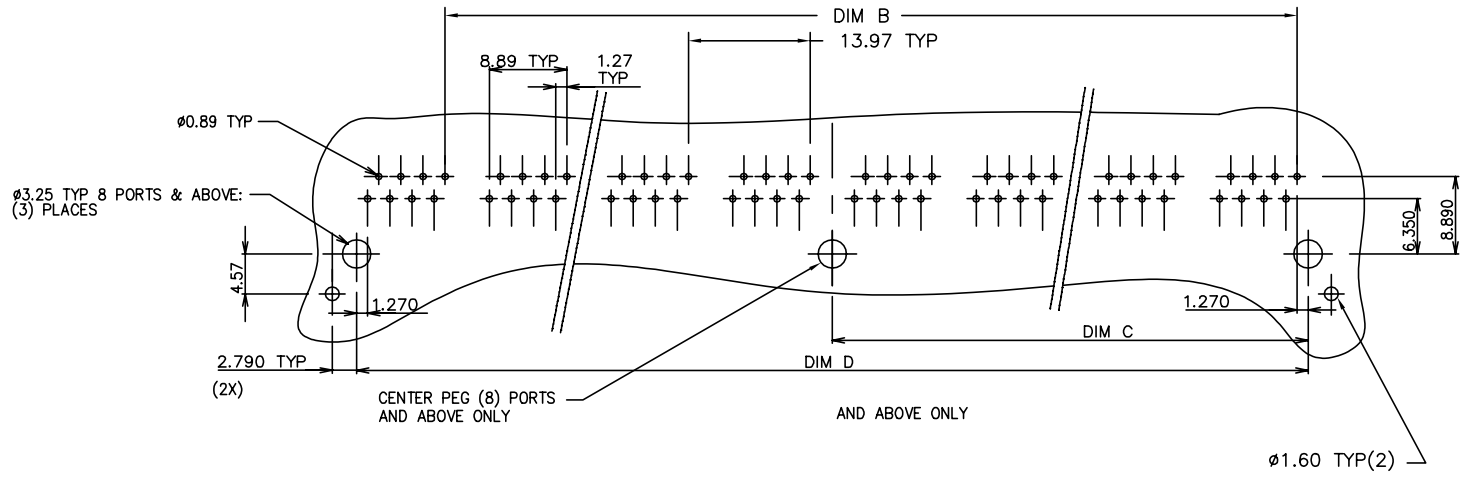 DIM B
13.97 TYP
8.89 TYP
1.27
TYP
ø0.89 TYP
ø3.25 TYP 8 PORTS & ABOVE:
(3) PLACES
6.350
8.890
4.57
1.270
1.270
DIM C
2.790 TYP
(2X)
DIM D
CENTER PEG (8) PORTS
AND ABOVE ONLY
AND ABOVE ONLY
ø1.60 TYP(2)